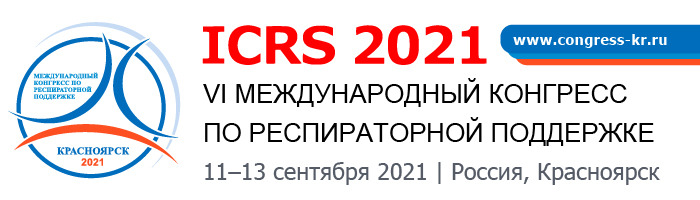 МЕЖДУНАРОДНЫЙ
КОНГРЕСС ПО
РЕСПИРАТОРНОЙ
ПОДДЕРЖКЕ
КРАСНОЯРСК
2021
ICRS 2021
www.congress-kr.ru
VI МЕЖДУНАРОДНЫЙ КОНГРЕСС
ПО РЕСПИРАТОРНОЙ ПОДДЕРЖКЕ
11–13 сентября 2021 | Россия, Красноярск